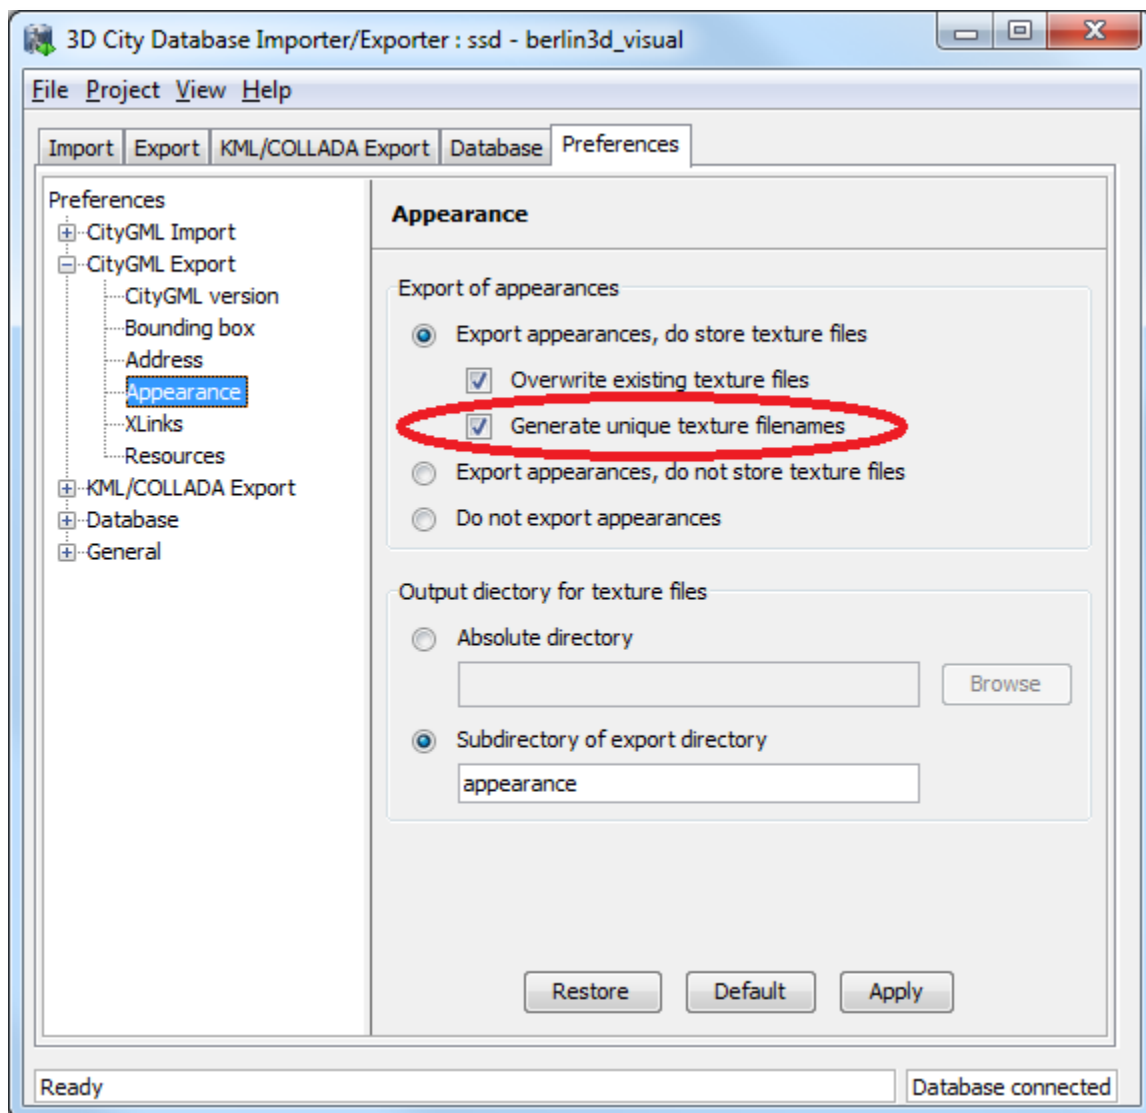 3D City Database Importer/Exporter : ssd - berlin3d_visual
File Project View Help
Import Export KML/COLLADA Export Database Preferences
Preferences
CityGML Import
CityGML Export
CityGML version
Bounding box
Address
Appearance
XLinks
Resources
KML/COLLADA Export
Database
General
Appearance
Export of appearances
Export appearances, do store texture files
Overwrite existing texture files
Generate unique texture filenames
Export appearances, do not store texture files
Do not export appearances
Output diectory for texture files
Absolute directory
Browse
Subdirectory of export directory
appearance
Restore Default Apply
Ready Database connected